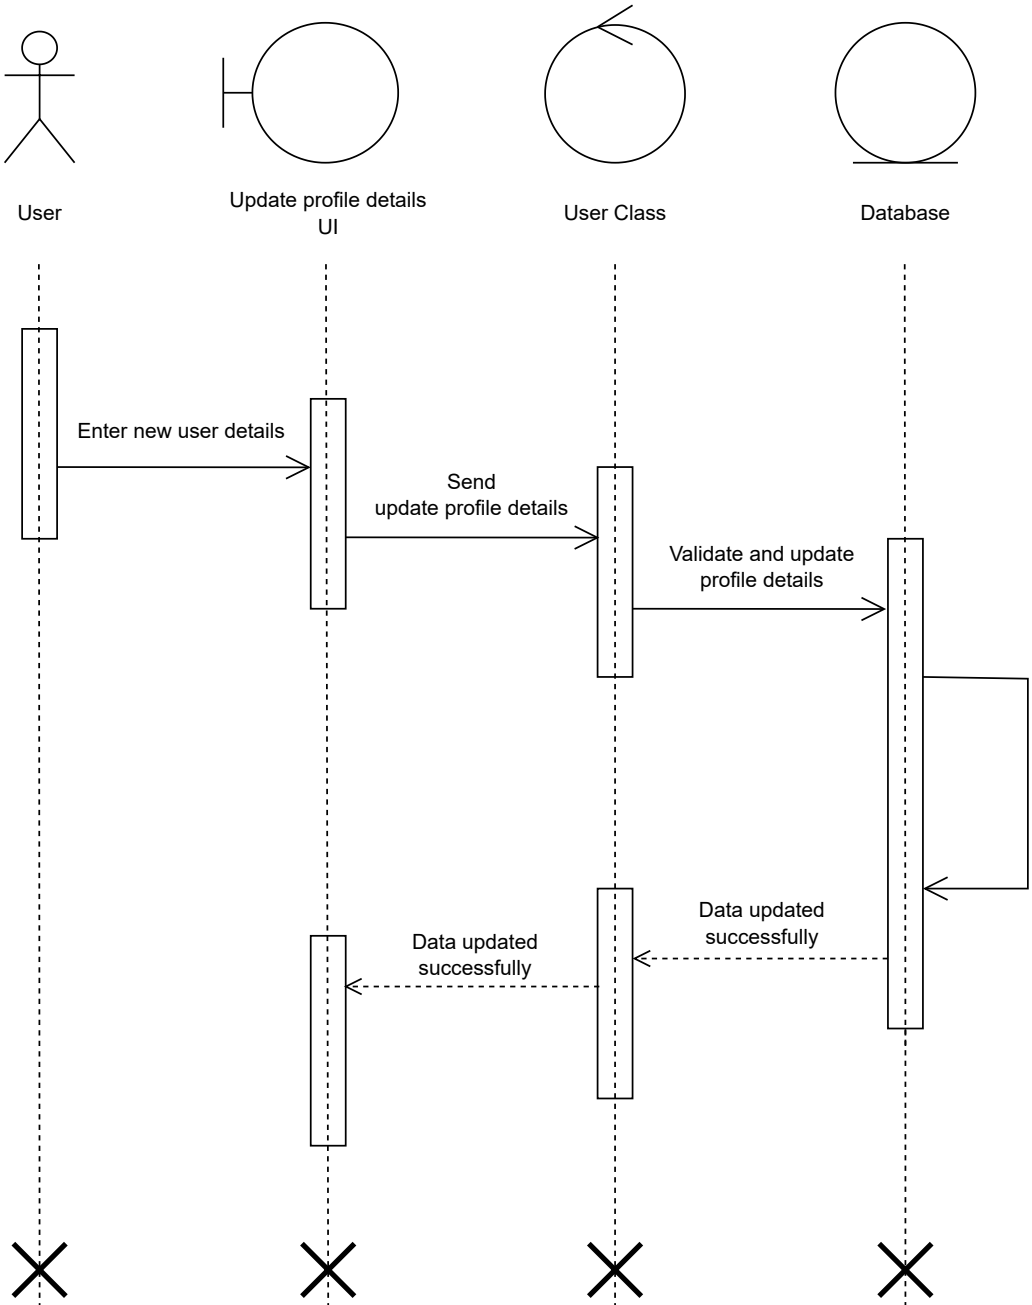 User
Update profile details
UI
User Class
Database
Enter new user details
Send
update profile details
Validate and update
profile details
Data updated
successfully
Data updated
successfully